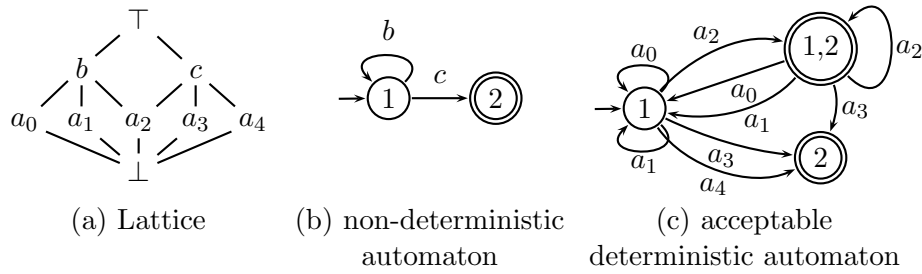 ⊤
b c
a₀ a₁ a₂ a₃ a₄
⊥
(a) Lattice
b
1 c 2
(b) non-deterministic
automaton
a₀ a₂ 1,2 a₂
1 a₀ a₁ a₃
a₁ a₃ a₄ 2
(c) acceptable
deterministic automaton